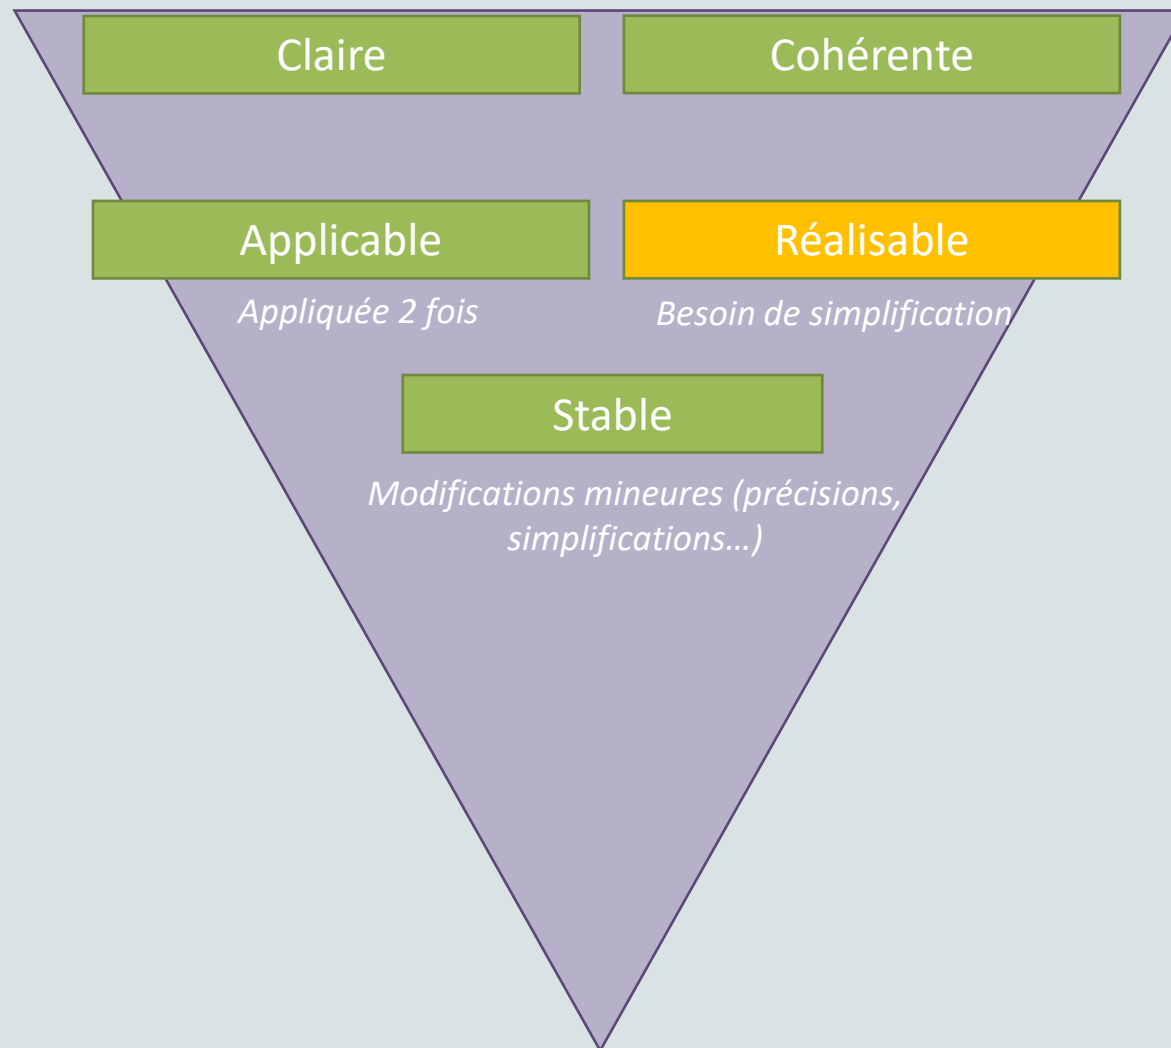 Claire
Cohérente
Applicable
Réalisable
Appliquée 2 fois
Besoin de simplification
Stable
Modifications mineures (précisions,
simplifications…)